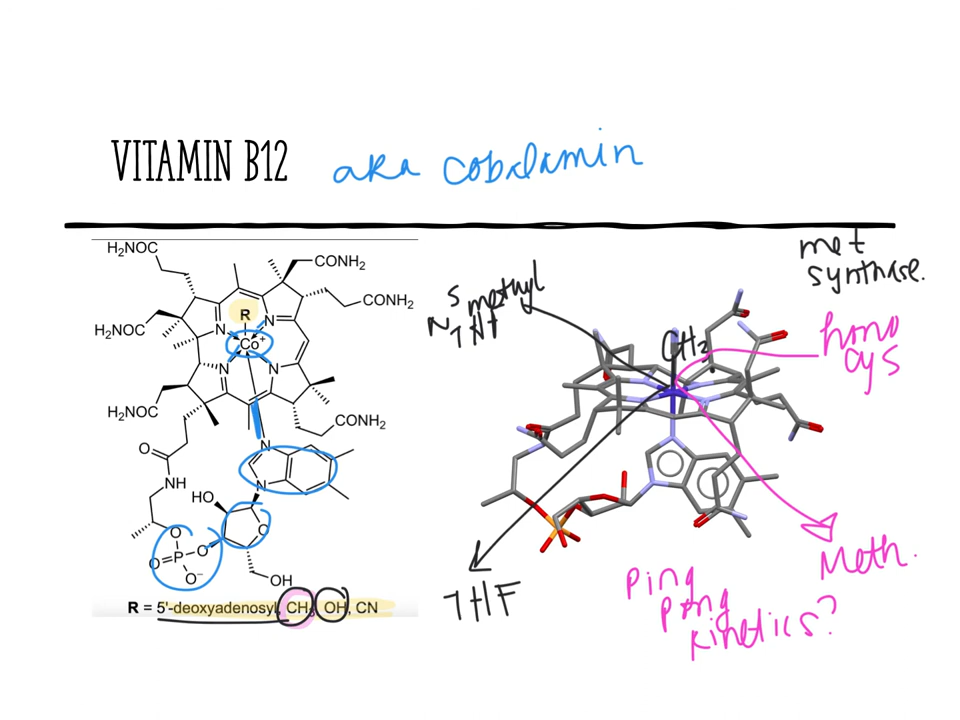 VITAMIN B12 aka cobalamin
H₂NOC
CONH₂
CONH₂
R
N N
H₂NOC
Co⁺
N N
H₂NOC
CONH₂
O
N
NH
N
HO
O
O
O P O
O⁻
OH
R = 5'-deoxyadenosyl, CH₃, OH, CN
met
synthase.
5 methyl
THF
CH₃
homo
cys
THF
Meth.
Ping
Pong
kinetics?